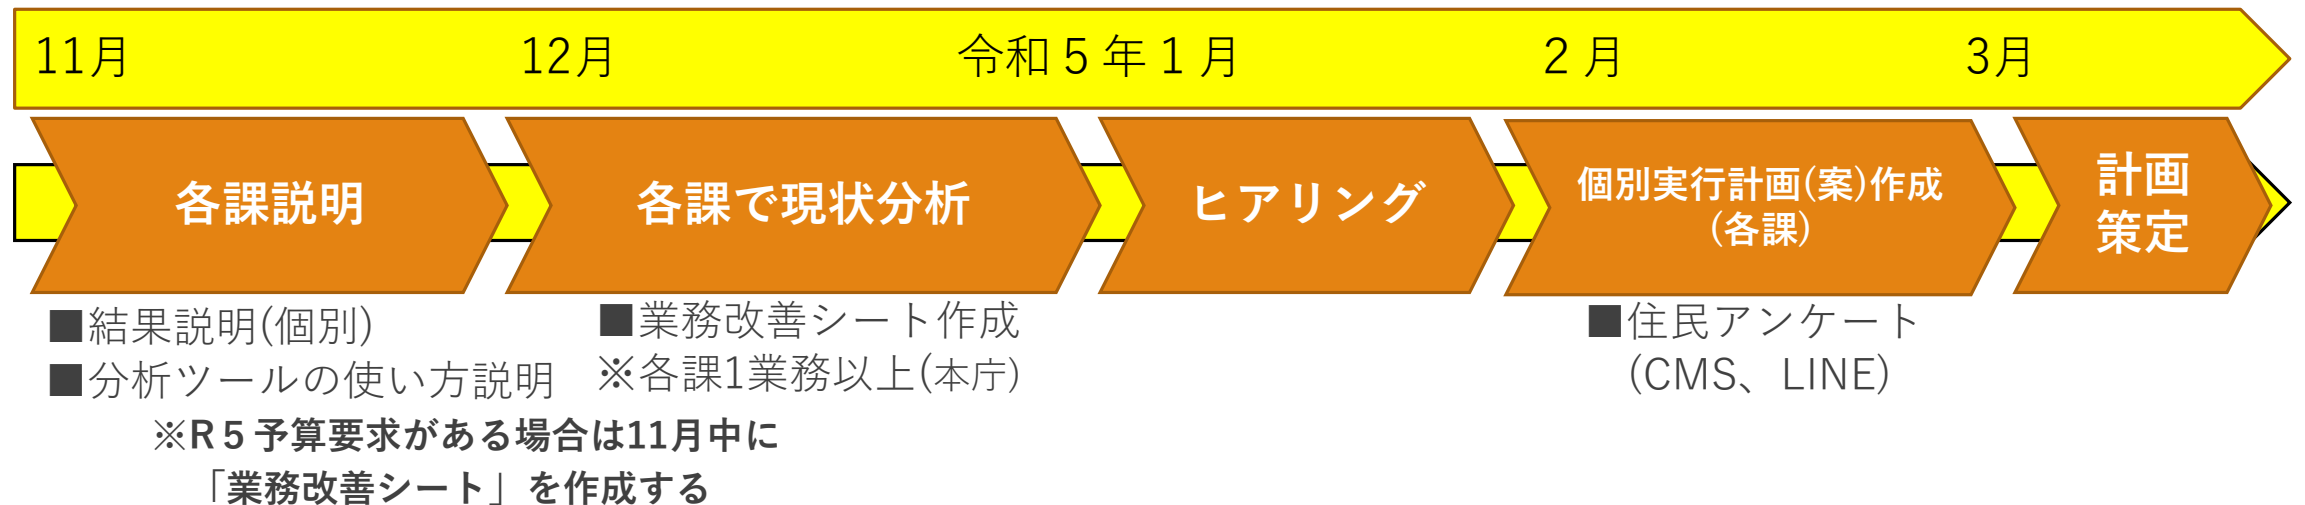 11月 12月 令和５年１月 ２月 3月
各課説明
各課で現状分析
ヒアリング
個別実行計画(案)作成
(各課)
計画
策定
■結果説明(個別)
■分析ツールの使い方説明
※R５予算要求がある場合は11月中に
「業務改善シート」を作成する
■業務改善シート作成
※各課1業務以上(本庁)
■住民アンケート
(CMS、LINE)